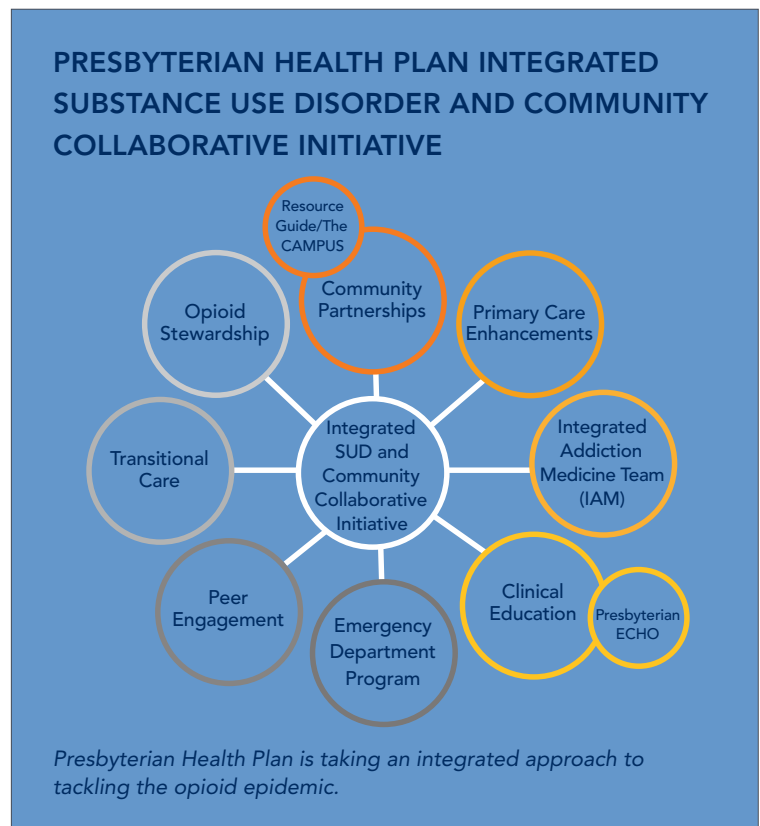 PRESBYTERIAN HEALTH PLAN INTEGRATED
SUBSTANCE USE DISORDER AND COMMUNITY
COLLABORATIVE INITIATIVE
Resource
Guide/The
CAMPUS
Community
Partnerships
Primary Care
Enhancements
Integrated
Addiction
Medicine Team
(IAM)
Clinical
Education
Presbyterian
ECHO
Emergency
Department
Program
Peer
Engagement
Transitional
Care
Opioid
Stewardship
Integrated
SUD and
Community
Collaborative
Initiative
Presbyterian Health Plan is taking an integrated approach to
tackling the opioid epidemic.